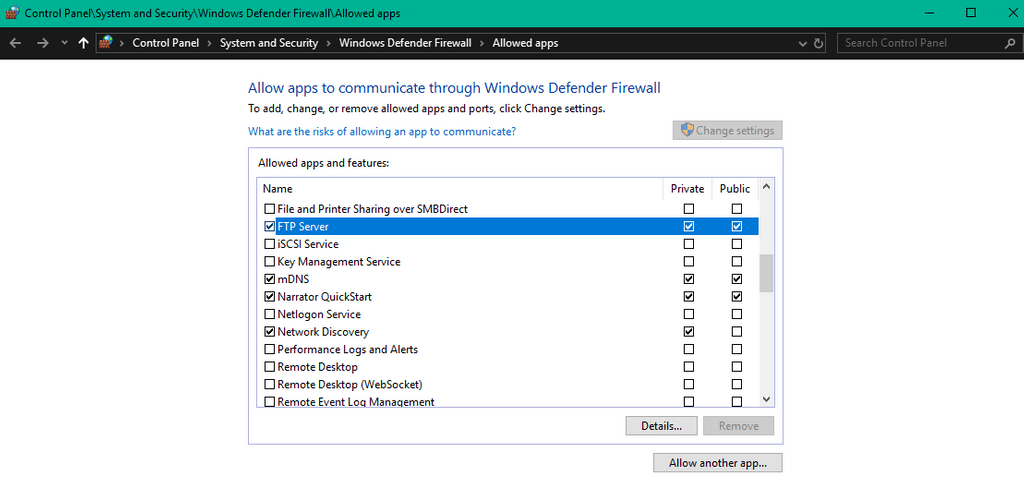 Control Panel\System and Security\Windows Defender Firewall\Allowed apps
Control Panel > System and Security > Windows Defender Firewall > Allowed apps
Search Control Panel
Allow apps to communicate through Windows Defender Firewall
To add, change, or remove allowed apps and ports, click Change settings.
What are the risks of allowing an app to communicate?
Change settings
Allowed apps and features:
Name Private Public
File and Printer Sharing over SMBDirect
FTP Server
iSCSI Service
Key Management Service
mDNS
Narrator QuickStart
Netlogon Service
Network Discovery
Performance Logs and Alerts
Remote Desktop
Remote Desktop (WebSocket)
Remote Event Log Management
Details...
Remove
Allow another app...